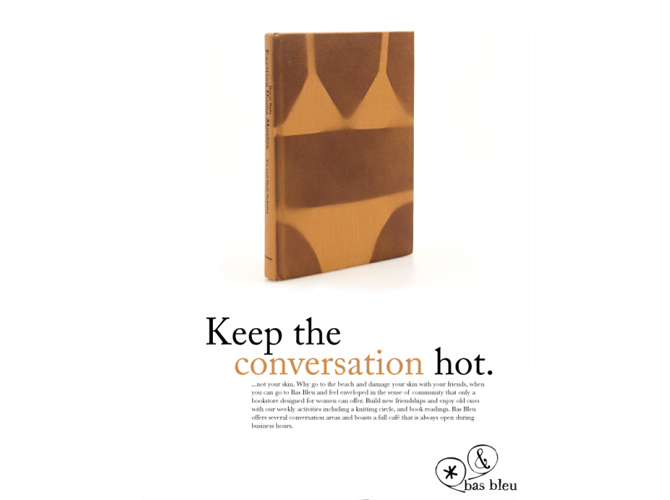 Keep the
conversation hot.
...not your skin. Why go to the beach and damage your skin with your friends, when
you can go to Bas Bleu and feel enveloped in the sense of community that only a
bookstore designed for women can offer. Build new friendships and enjoy old ones
with our weekly activities including a knitting circle, and book readings. Bas Bleu
offers several conversation areas and boasts a full café that is always open during
business hours.
&
*
bas bleu